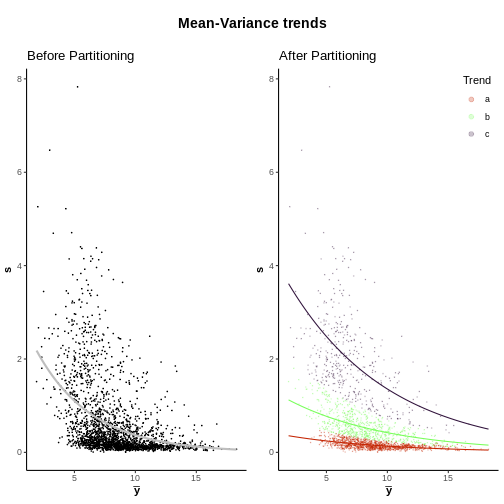 Mean-Variance trends
Before Partitioning
After Partitioning
8
6
4
2
0
s
5
10
15
y̅
8
6
4
2
0
s
5
10
15
y̅
Trend
a
b
c